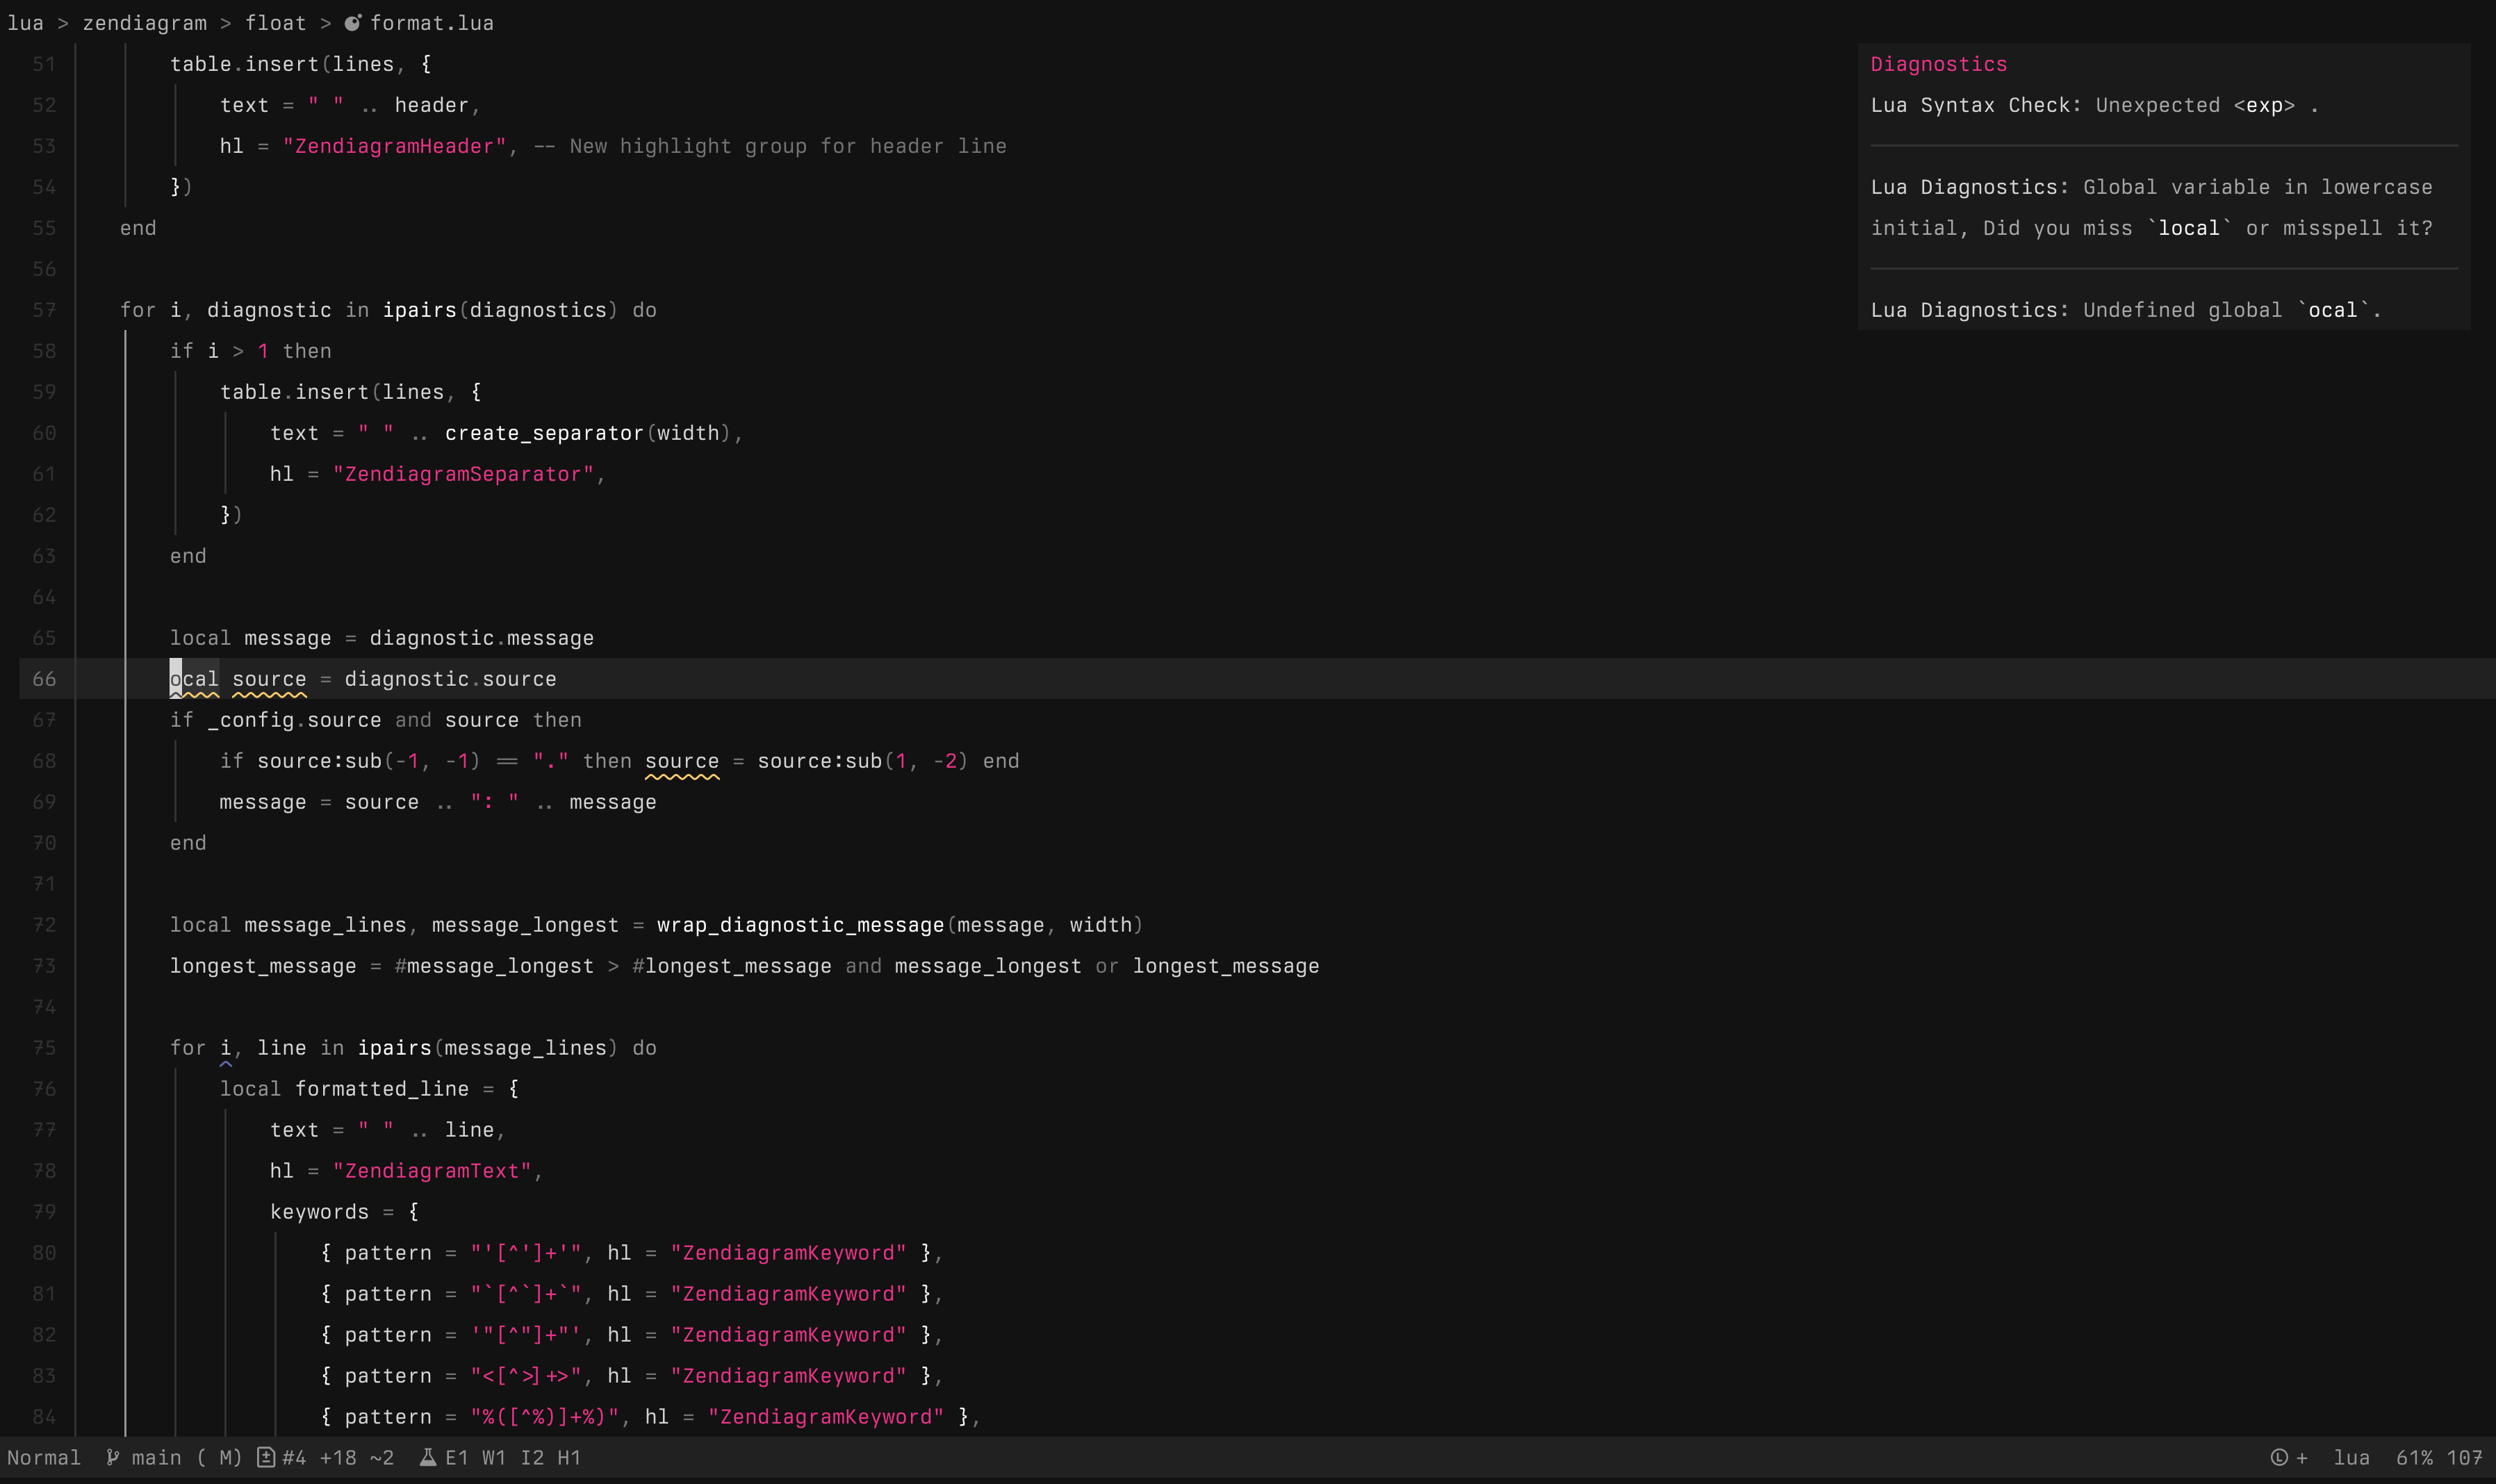 lua > zendiagram > float > format.lua
51 table.insert(lines, {
52 text = " " .. header,
53 hl = "ZendiagramHeader", -- New highlight group for header line
54 })
55 end
56
57 for i, diagnostic in ipairs(diagnostics) do
58 if i > 1 then
59 table.insert(lines, {
60 text = " " .. create_separator(width),
61 hl = "ZendiagramSeparator",
62 })
63 end
64
65 local message = diagnostic.message
66 ocal source = diagnostic.source
67 if _config.source and source then
68 if source:sub(-1, -1) == "." then source = source:sub(1, -2) end
69 message = source .. ": " .. message
70 end
71
72 local message_lines, message_longest = wrap_diagnostic_message(message, width)
73 longest_message = #message_longest > #longest_message and message_longest or longest_message
74
75 for i, line in ipairs(message_lines) do
76 local formatted_line = {
77 text = " " .. line,
78 hl = "ZendiagramText",
79 keywords = {
80 { pattern = "'[^']+'", hl = "ZendiagramKeyword" },
81 { pattern = "`[^`]+`", hl = "ZendiagramKeyword" },
82 { pattern = '"[^"]+"', hl = "ZendiagramKeyword" },
83 { pattern = "<[^>]+>", hl = "ZendiagramKeyword" },
84 { pattern = "%([^%)]+%)", hl = "ZendiagramKeyword" },
Diagnostics
Lua Syntax Check: Unexpected <exp> .
Lua Diagnostics: Global variable in lowercase
initial, Did you miss `local` or misspell it?
Lua Diagnostics: Undefined global `ocal`.
Normal main ( M) #4 +18 ~2 E1 W1 I2 H1 L + lua 61% 107